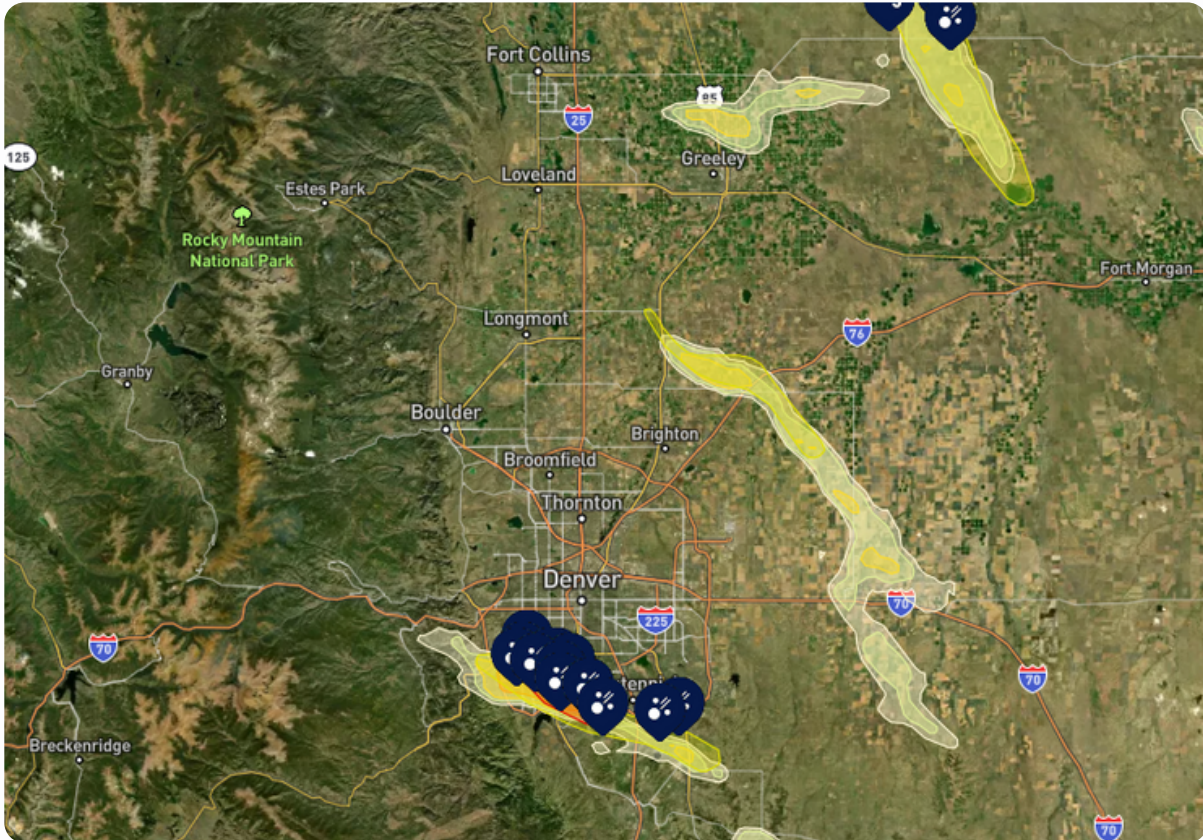 Fort Collins
85
25
125
Greeley
Loveland
Estes Park
Rocky Mountain
National Park
Fort Morgan
Longmont
76
Granby
Boulder
Brighton
Broomfield
Thornton
Denver
70
225
70
70
Breckenridge
70